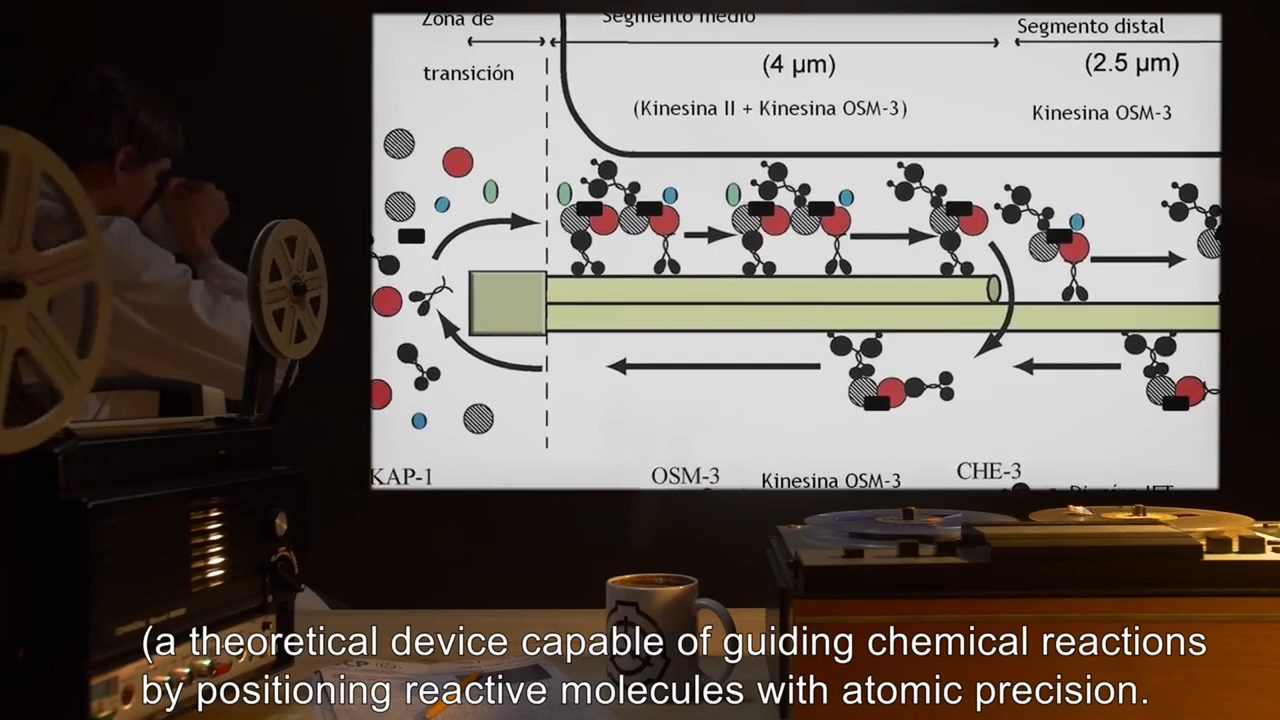 Zona de
transición
Segmento medio
(4 µm)
(Kinesina II + Kinesina OSM-3)
Segmento distal
(2.5 µm)
Kinesina OSM-3
KAP-1
OSM-3
Kinesina OSM-3
CHE-3
(a theoretical device capable of guiding chemical reactions
by positioning reactive molecules with atomic precision.